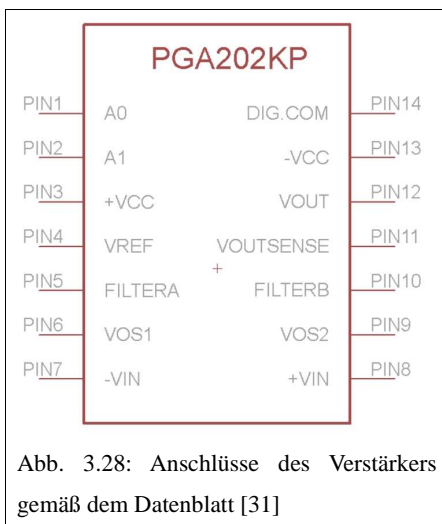 PGA202KP
PIN1 A0 DIG.COM PIN14
PIN2 A1 -VCC PIN13
PIN3 +VCC VOUT PIN12
PIN4 VREF VOUTSENSE PIN11
PIN5 FILTERA FILTERB PIN10
PIN6 VOS1 VOS2 PIN9
PIN7 -VIN +VIN PIN8
Abb. 3.28: Anschlüsse des Verstärkers
gemäß dem Datenblatt [31]